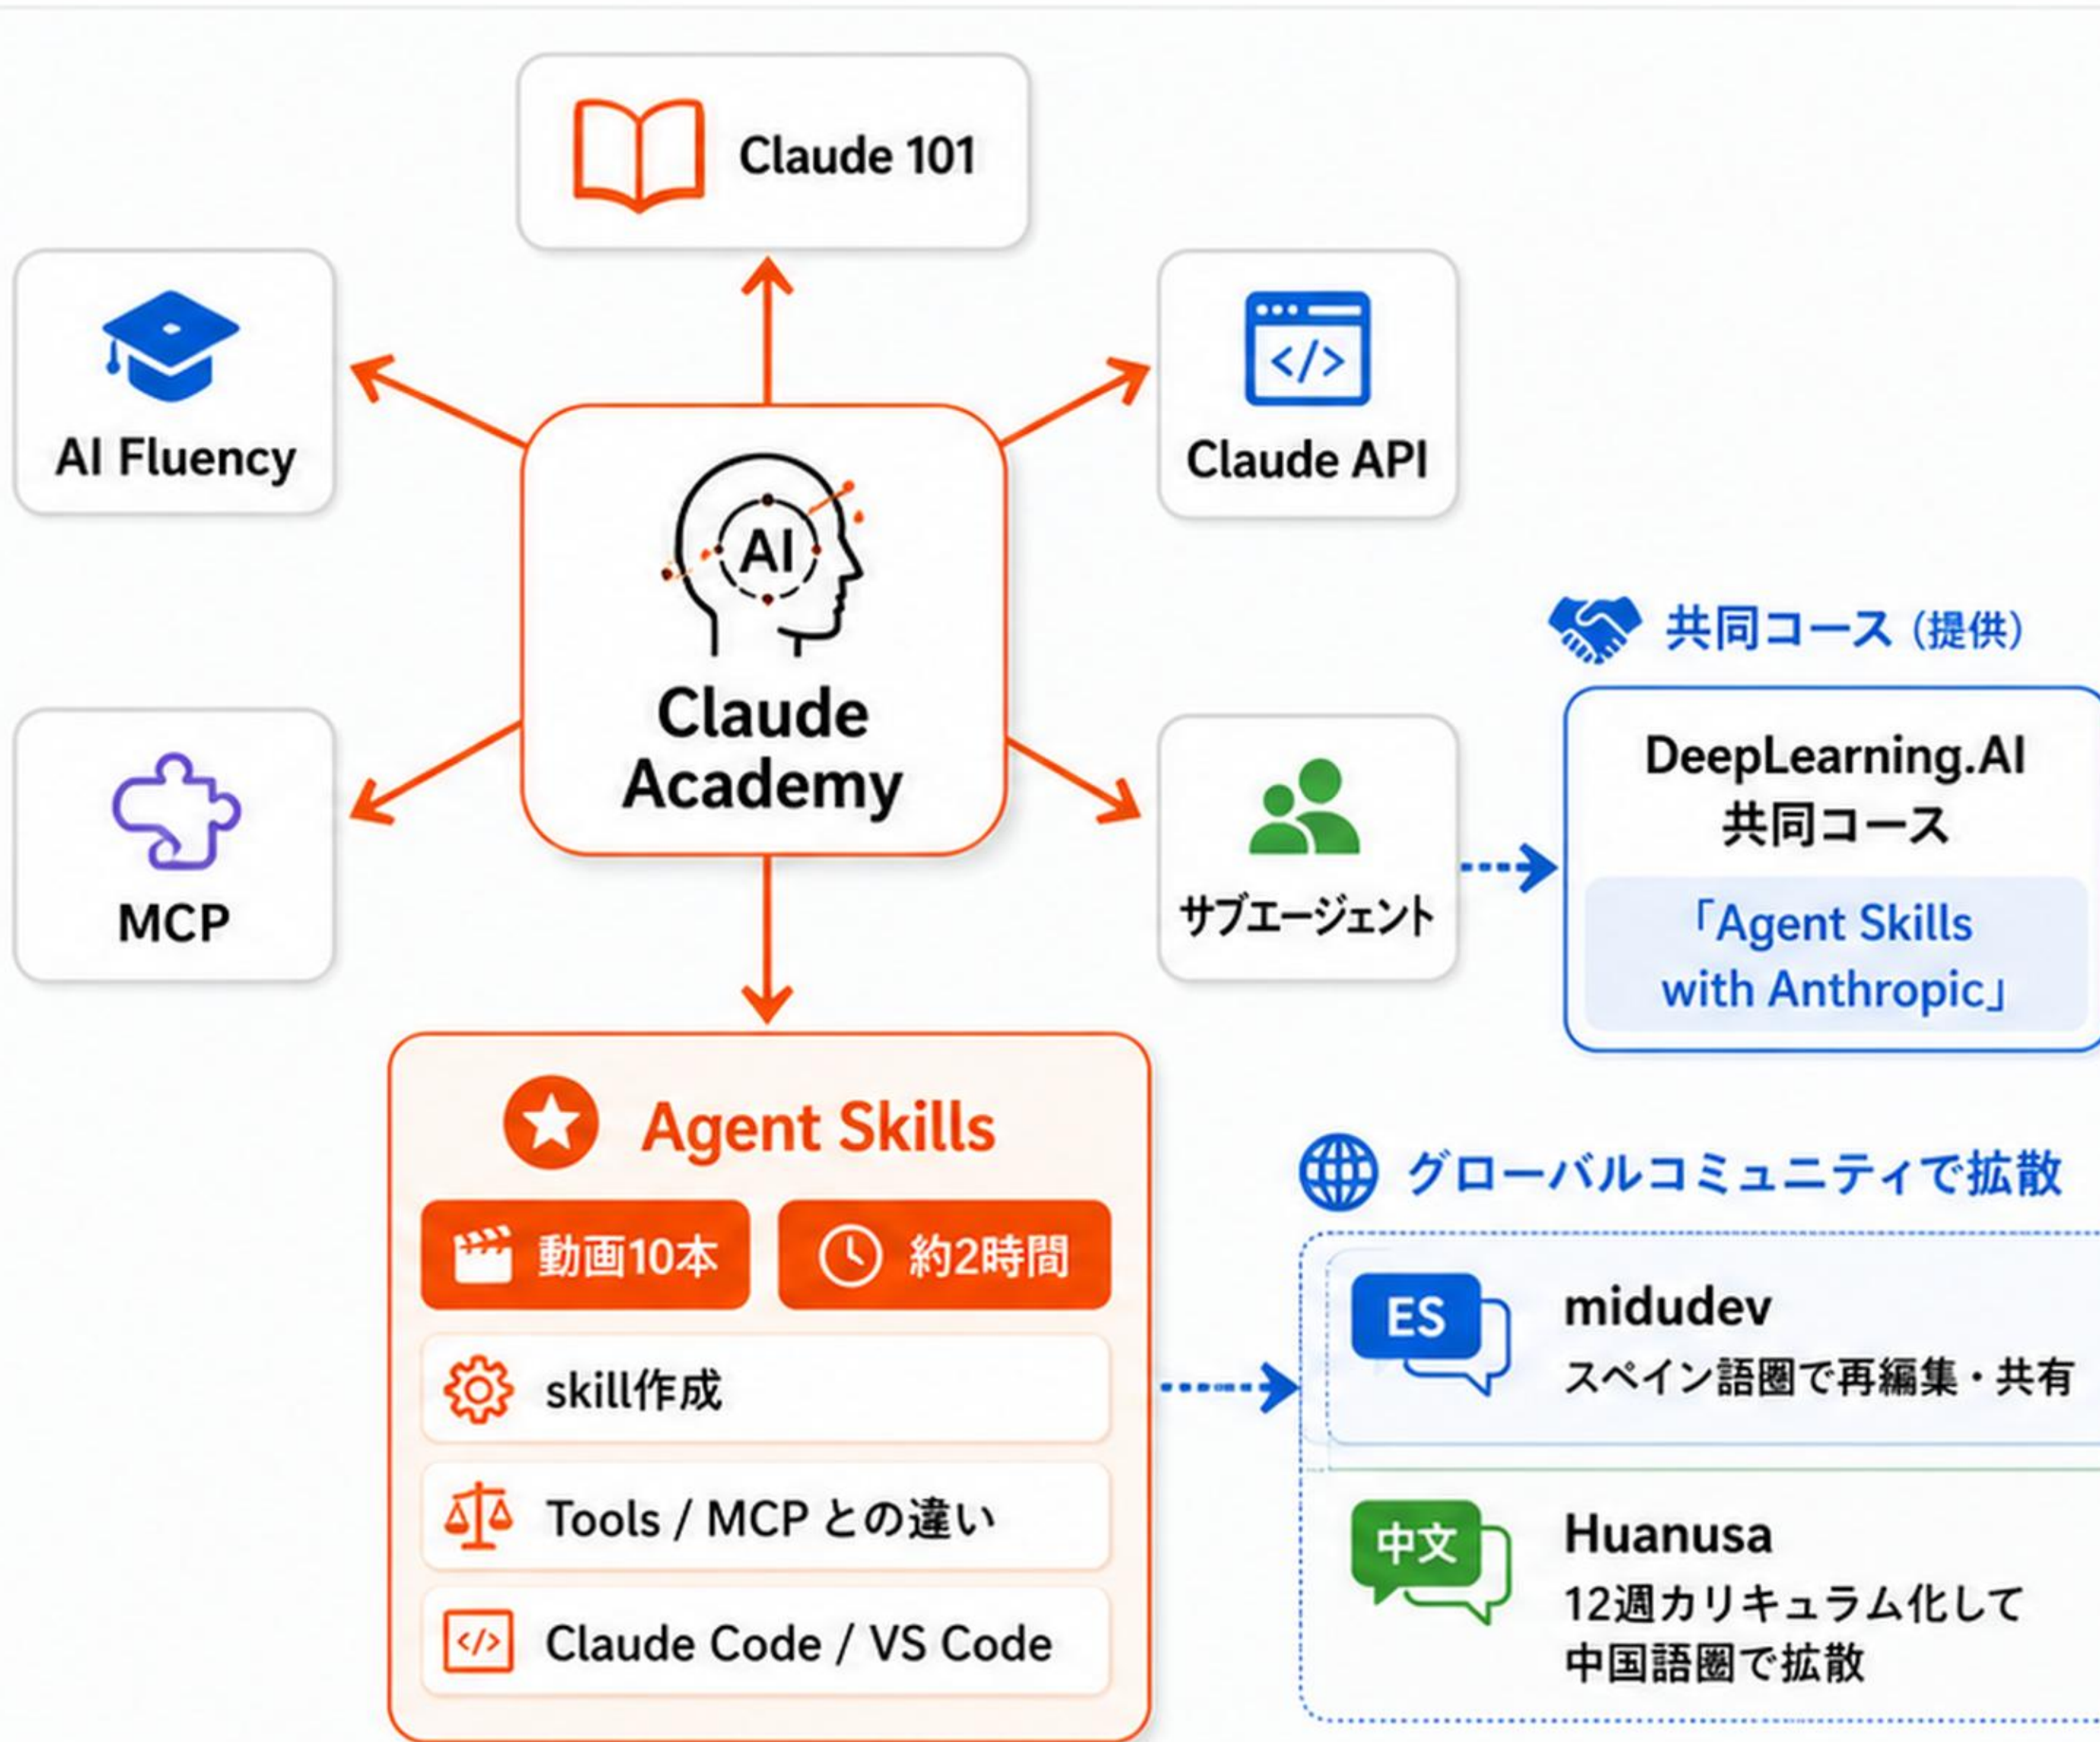 Claude 101
AI Fluency
</>
Claude API
AI
Claude
Academy
MCP
サブエージェント
共同コース（提供）
DeepLearning.AI
共同コース
「Agent Skills
with Anthropic」
Agent Skills
動画10本
約2時間
skill作成
Tools / MCP との違い
</>
Claude Code / VS Code
グローバルコミュニティで拡散
ES
midudev
スペイン語圏で再編集・共有
中文
Huanusa
12週カリキュラム化して
中国語圏で拡散